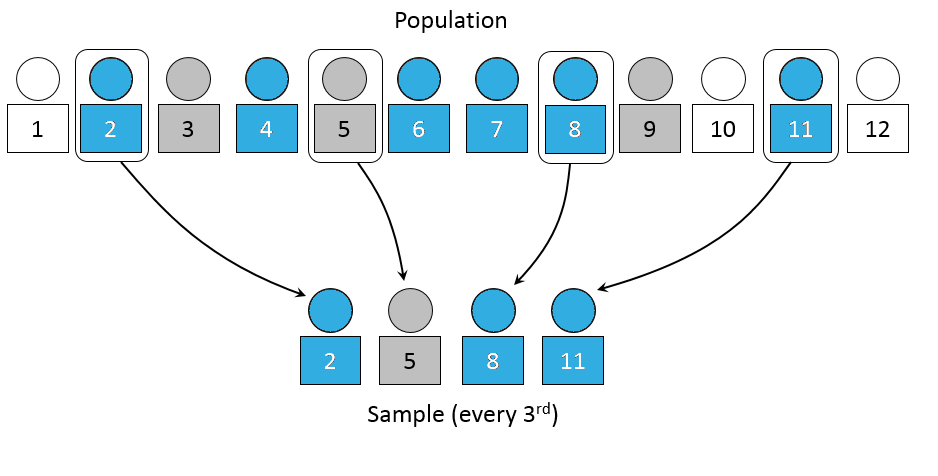 Population
1 2 3 4 5 6 7 8 9 10 11 12
2 5 8 11
Sample (every 3rd)